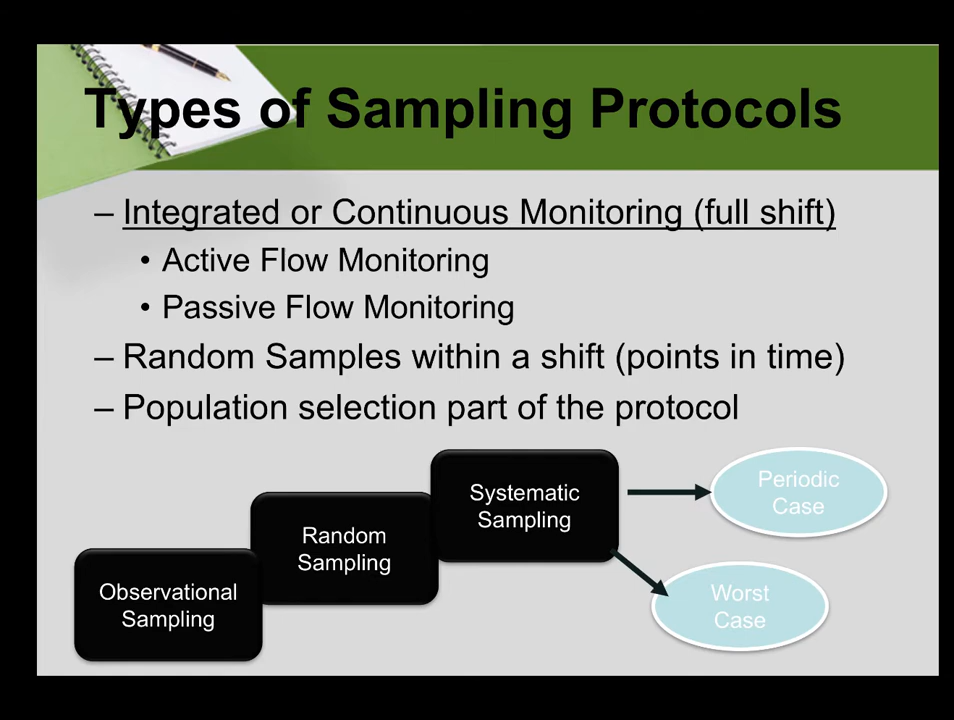 Types of Sampling Protocols
– Integrated or Continuous Monitoring (full shift)
• Active Flow Monitoring
• Passive Flow Monitoring
– Random Samples within a shift (points in time)
– Population selection part of the protocol
Observational
Sampling
Random
Sampling
Systematic
Sampling
Periodic
Case
Worst
Case